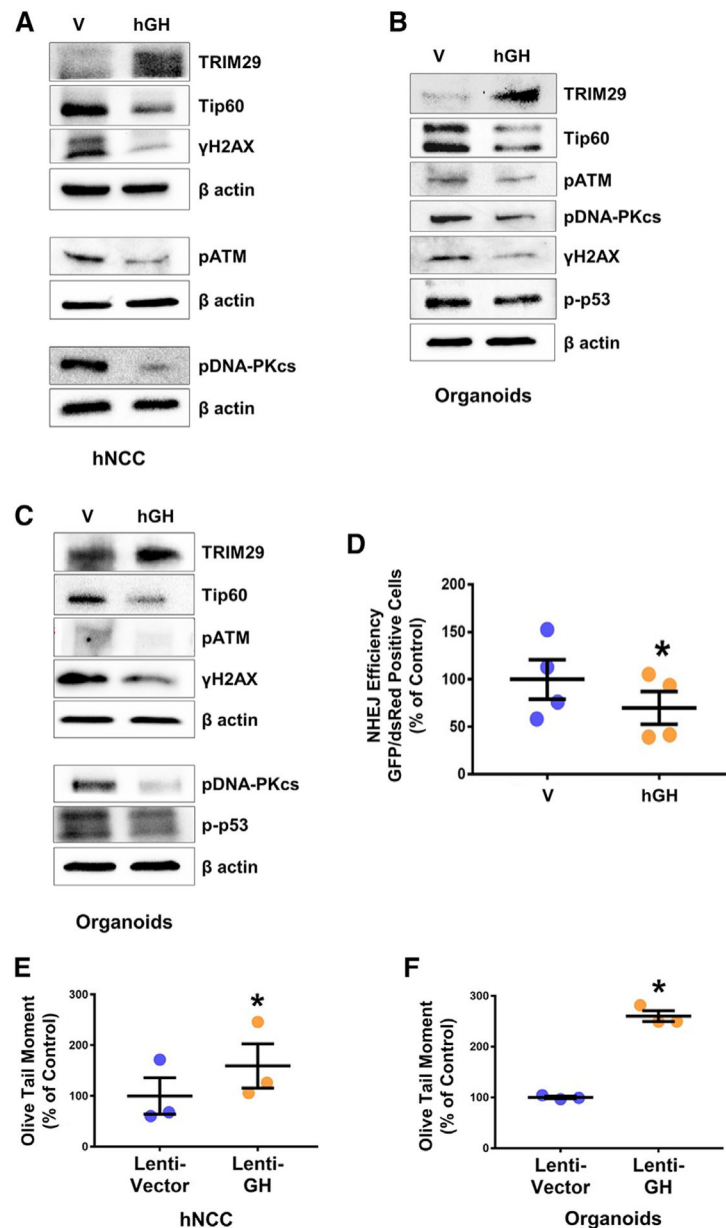 A
V hGH
TRIM29
Tip60
γH2AX
β actin
pATM
β actin
pDNA-PKcs
β actin
hNCC
B
V hGH
TRIM29
Tip60
pATM
pDNA-PKcs
γH2AX
p-p53
β actin
Organoids
C
V hGH
TRIM29
Tip60
pATM
γH2AX
β actin
pDNA-PKcs
p-p53
β actin
Organoids
D
NHEJ Efficiency
GFP/dsRed Positive Cells
(% of Control)
200
150
100
50
0
*
V hGH
E
Olive Tail Moment
(% of Control)
300
200
100
0
*
Lenti- Lenti-
Vector GH
hNCC
F
Olive Tail Moment
(% of Control)
300
200
100
0
*
Lenti- Lenti-
Vector GH
Organoids